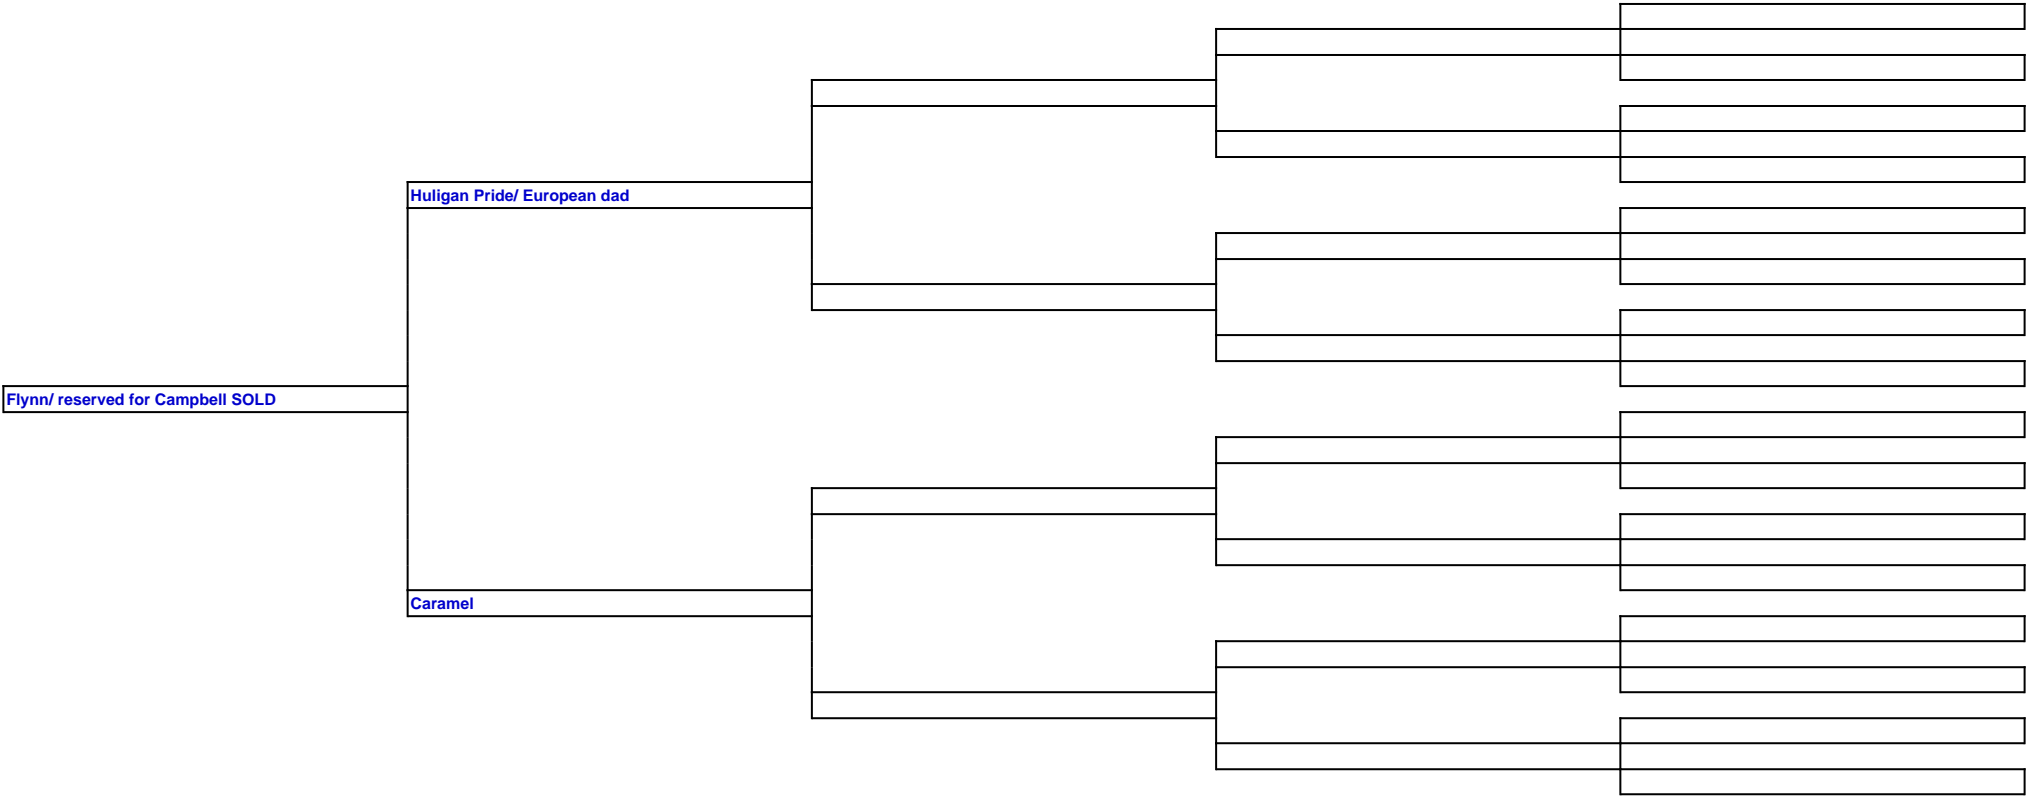 Huligan Pride/ European dad
Flynn/ reserved for Campbell SOLD
Caramel